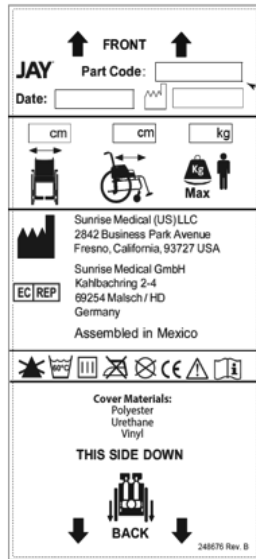 FRONT
JAY
Part Code:
Date:
cm
cm
kg
Kg
Max
Sunrise Medical (US)LLC
2842 Business Park Avenue
Fresno, California, 93727 USA
EC REP
Sunrise Medical GmbH
Kahlbachring 2-4
69254 Malsch / HD
Germany
Assembled in Mexico
60°C
CE
Cover Materials:
Polyester
Urethane
Vinyl
THIS SIDE DOWN
BACK
248676 Rev. B